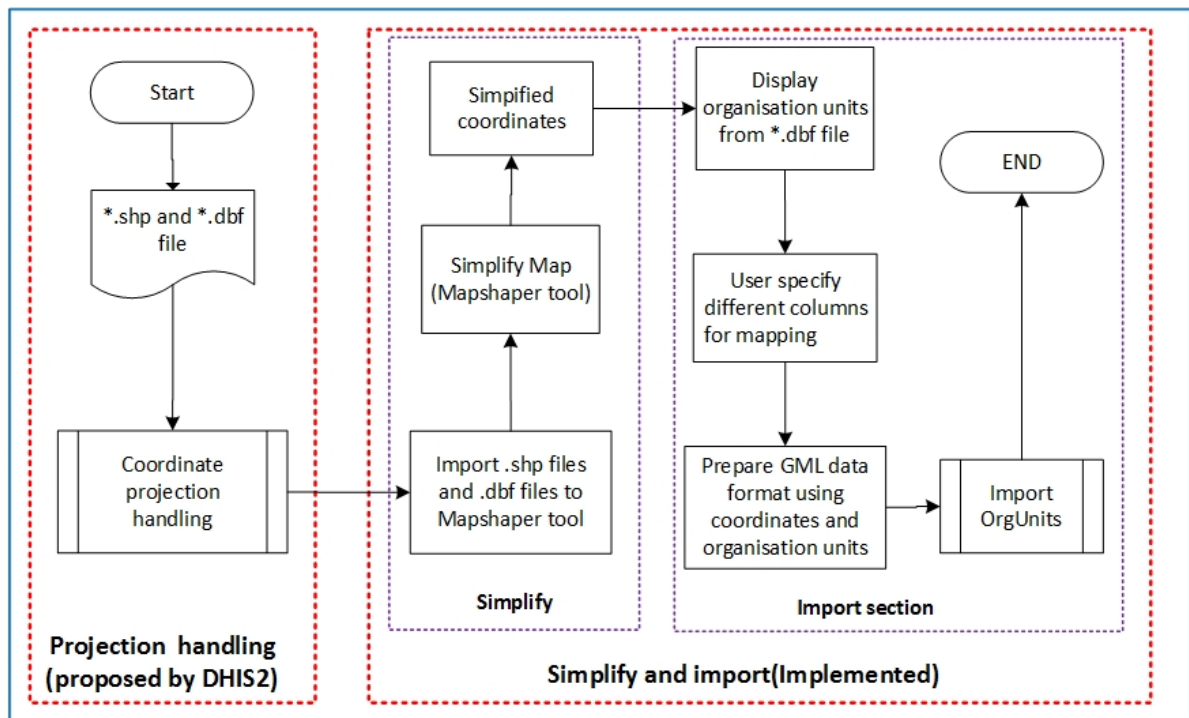 Start
*.shp and *.dbf
file
Coordinate
projection
handling
Projection handling
(proposed by DHIS2)
Simpified
coordinates
Simplify Map
(Mapshaper tool)
Import .shp files
and .dbf files to
Mapshaper tool
Simplify
Display
organisation units
from *.dbf file
User specify
different columns
for mapping
Prepare GML data
format using
coordinates and
organisation units
Import
OrgUnits
END
Import section
Simplify and import(Implemented)